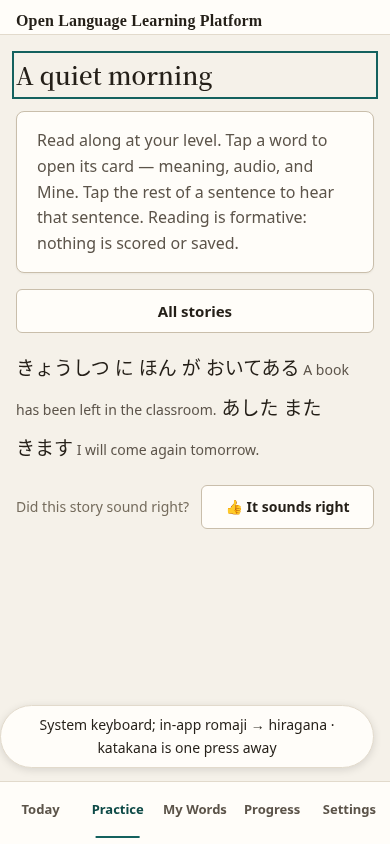 Open Language Learning Platform
A quiet morning
Read along at your level. Tap a word to
open its card — meaning, audio, and
Mine. Tap the rest of a sentence to hear
that sentence. Reading is formative:
nothing is scored or saved.
All stories
きょうしつ に ほん が おいてある A book
has been left in the classroom. あした また
きます I will come again tomorrow.
Did this story sound right?
👍 It sounds right
System keyboard; in-app romaji → hiragana ·
katakana is one press away
Today Practice My Words Progress Settings